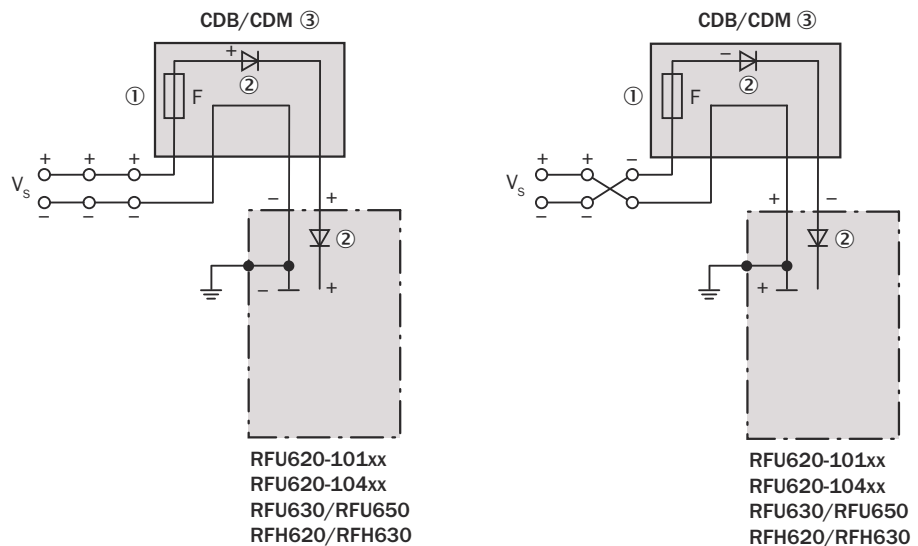 CDB/CDM ③
+
②
①
F
+ + +
Vs
− − −
− +
②
− +
RFU620-101xx
RFU620-104xx
RFU630/RFU650
RFH620/RFH630
CDB/CDM ③
−
②
①
F
+ + −
Vs
− −
+ −
②
+
RFU620-101xx
RFU620-104xx
RFU630/RFU650
RFH620/RFH630